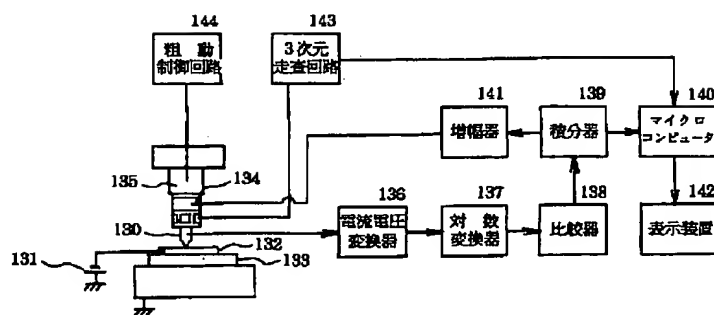 144
粗 動
制御回路
143
3次元
走査回路
141
増幅器
139
積分器
140
マイクロ
コンピュータ
135
134
136
電流電圧
変換器
137
対 数
変換器
138
比較器
142
表示装置
130
132
131
133